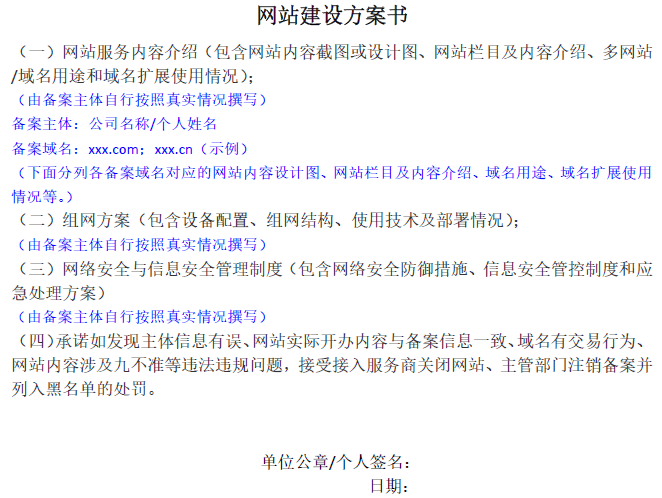 网站建设方案书
（一）网站服务内容介绍（包含网站内容截图或设计图、网站栏目及内容介绍、多网站
/域名用途和域名扩展使用情况）；
（由备案主体自行按照真实情况撰写）
备案主体：公司名称/个人姓名
备案域名：xxx.com；xxx.cn（示例）
（下面分列各备案域名对应的网站内容设计图、网站栏目及内容介绍、域名用途、域名扩展使用
情况等。）
（二）组网方案（包含设备配置、组网结构、使用技术及部署情况）；
（由备案主体自行按照真实情况撰写）
（三）网络安全与信息安全管理制度（包含网络安全防御措施、信息安全管控制度和应
急处理方案）
（由备案主体自行按照真实情况撰写）
（四）承诺如发现主体信息有误、网站实际开办内容与备案信息一致、域名有交易行为、
网站内容涉及九不准等违法违规问题，接受接入服务商关闭网站、主管部门注销备案并
列入黑名单的处罚。
单位公章/个人签名：
日期：